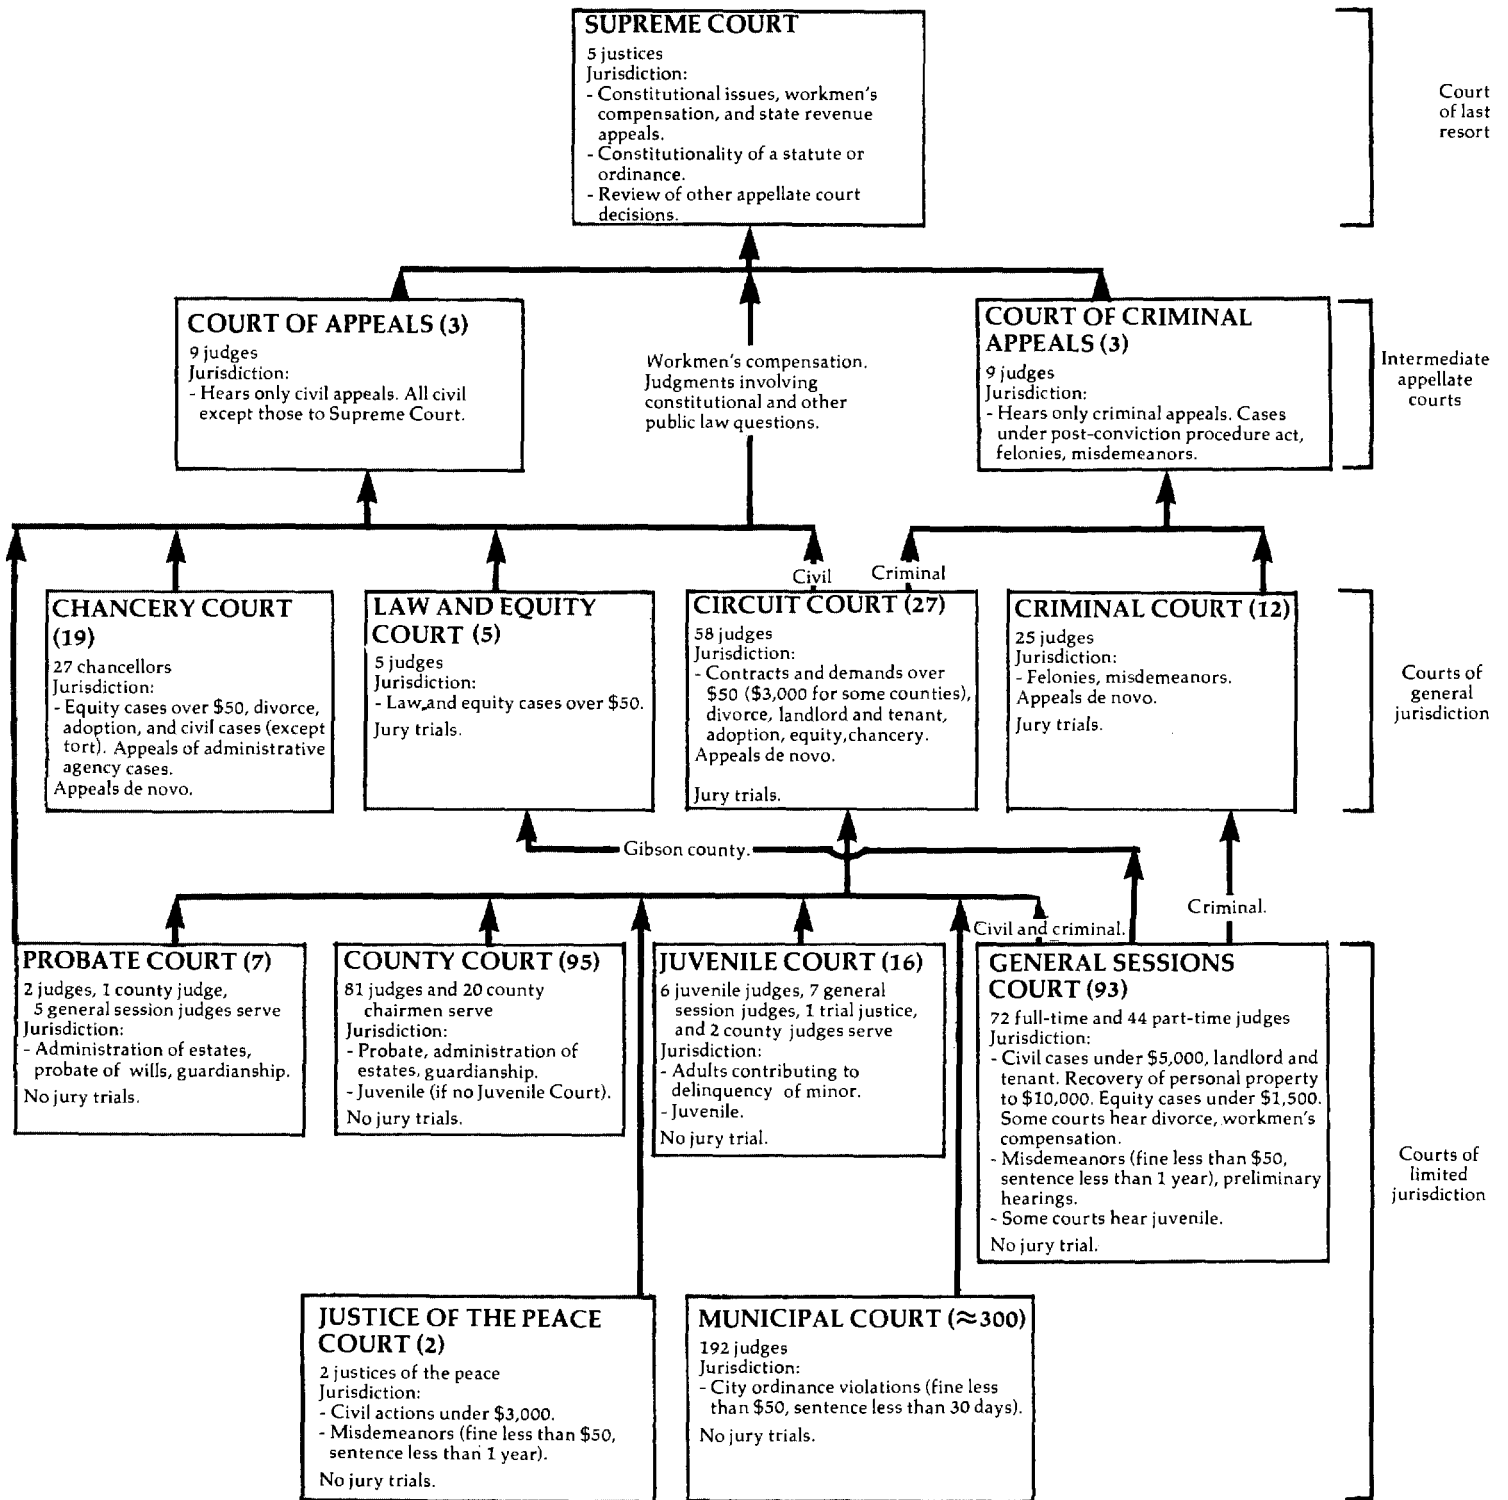 SUPREME COURT
5 justices
Jurisdiction:
- Constitutional issues, workmen's
compensation, and state revenue
appeals.
- Constitutionality of a statute or
ordinance.
- Review of other appellate court
decisions.
Court
of last
resort
COURT OF APPEALS (3)
9 judges
Jurisdiction:
- Hears only civil appeals. All civil
except those to Supreme Court.
Workmen's compensation.
Judgments involving
constitutional and other
public law questions.
COURT OF CRIMINAL
APPEALS (3)
9 judges
Jurisdiction:
- Hears only criminal appeals. Cases
under post-conviction procedure act,
felonies, misdemeanors.
Intermediate
appellate
courts
Civil
Criminal
CHANCERY COURT
(19)
27 chancellors
Jurisdiction:
- Equity cases over $50, divorce,
adoption, and civil cases (except
tort). Appeals of administrative
agency cases.
Appeals de novo.
LAW AND EQUITY
COURT (5)
5 judges
Jurisdiction:
- Law and equity cases over $50.
Jury trials.
CIRCUIT COURT (27)
58 judges
Jurisdiction:
- Contracts and demands over
$50 ($3,000 for some counties),
divorce, landlord and tenant,
adoption, equity, chancery.
Appeals de novo.
Jury trials.
CRIMINAL COURT (12)
25 judges
Jurisdiction:
- Felonies, misdemeanors.
Appeals de novo.
Jury trials.
Courts of
general
jurisdiction
Gibson county.
Criminal.
Civil and criminal.
PROBATE COURT (7)
2 judges, 1 county judge,
5 general session judges serve
Jurisdiction:
- Administration of estates,
probate of wills, guardianship.
No jury trials.
COUNTY COURT (95)
81 judges and 20 county
chairmen serve
Jurisdiction:
- Probate, administration of
estates, guardianship.
- Juvenile (if no Juvenile Court).
No jury trials.
JUVENILE COURT (16)
6 juvenile judges, 7 general
session judges, 1 trial justice,
and 2 county judges serve
Jurisdiction:
- Adults contributing to
delinquency of minor.
- Juvenile.
No jury trial.
GENERAL SESSIONS
COURT (93)
72 full-time and 44 part-time judges
Jurisdiction:
- Civil cases under $5,000, landlord and
tenant. Recovery of personal property
to $10,000. Equity cases under $1,500.
Some courts hear divorce, workmen's
compensation.
- Misdemeanors (fine less than $50,
sentence less than 1 year), preliminary
hearings.
- Some courts hear juvenile.
No jury trial.
Courts of
limited
jurisdiction
JUSTICE OF THE PEACE
COURT (2)
2 justices of the peace
Jurisdiction:
- Civil actions under $3,000.
- Misdemeanors (fine less than $50,
sentence less than 1 year).
No jury trials.
MUNICIPAL COURT (≈300)
192 judges
Jurisdiction:
- City ordinance violations (fine less
than $50, sentence less than 30 days).
No jury trials.